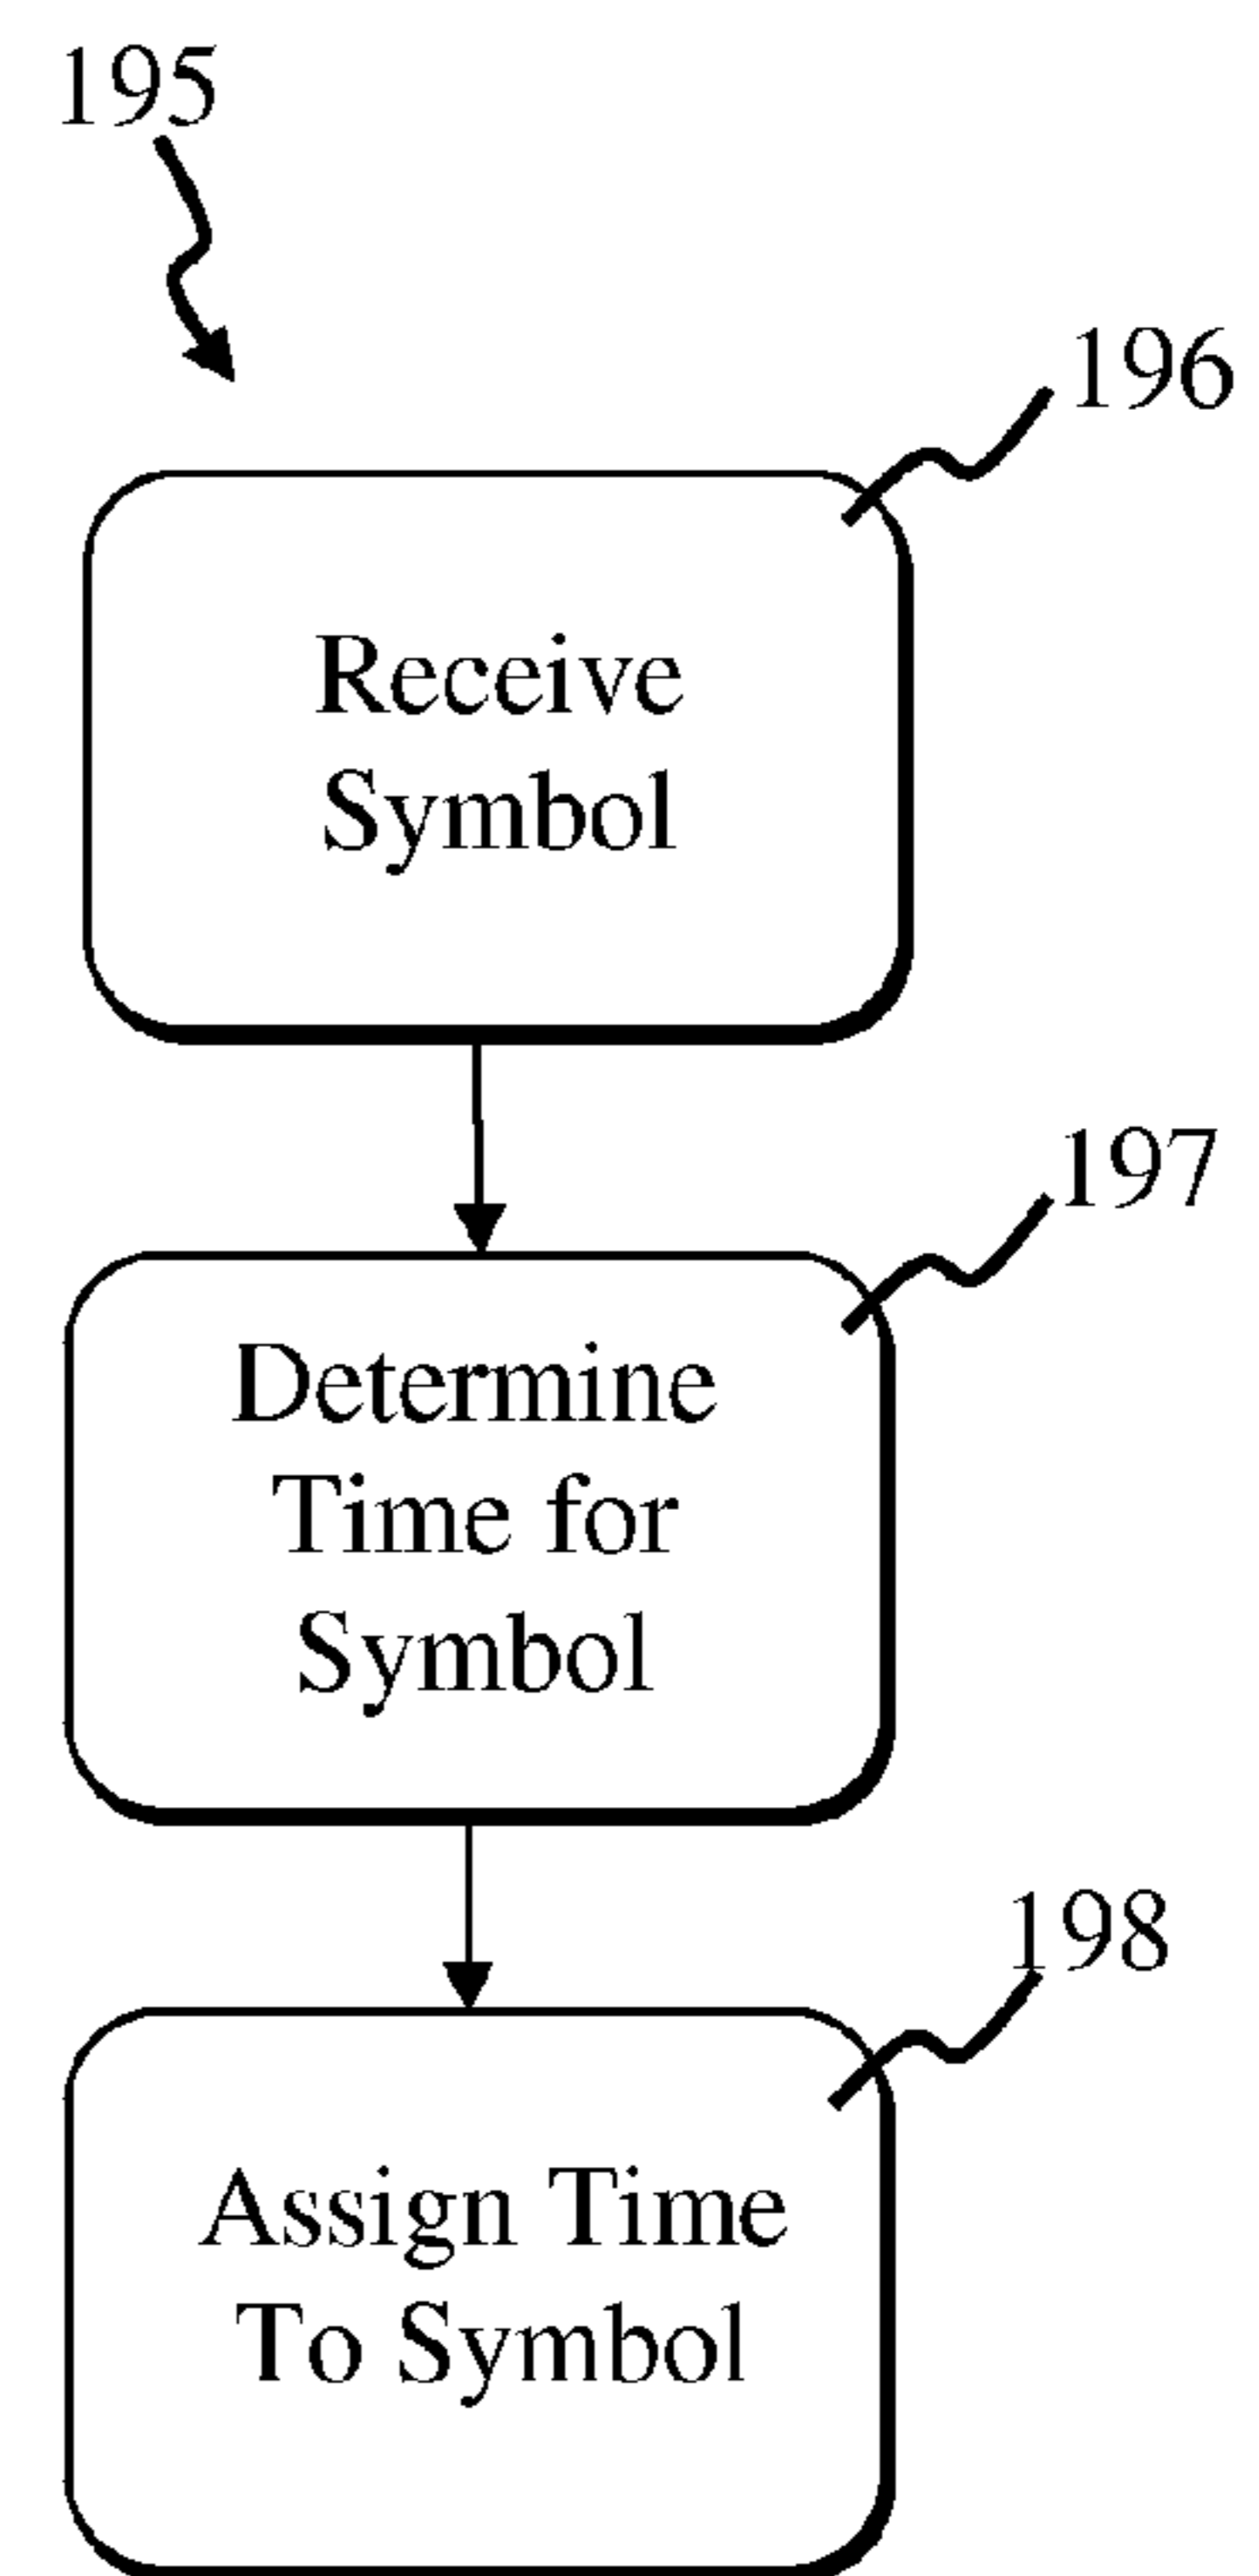 195
196
Receive
Symbol
197
Determine
Time for
Symbol
198
Assign Time
To Symbol